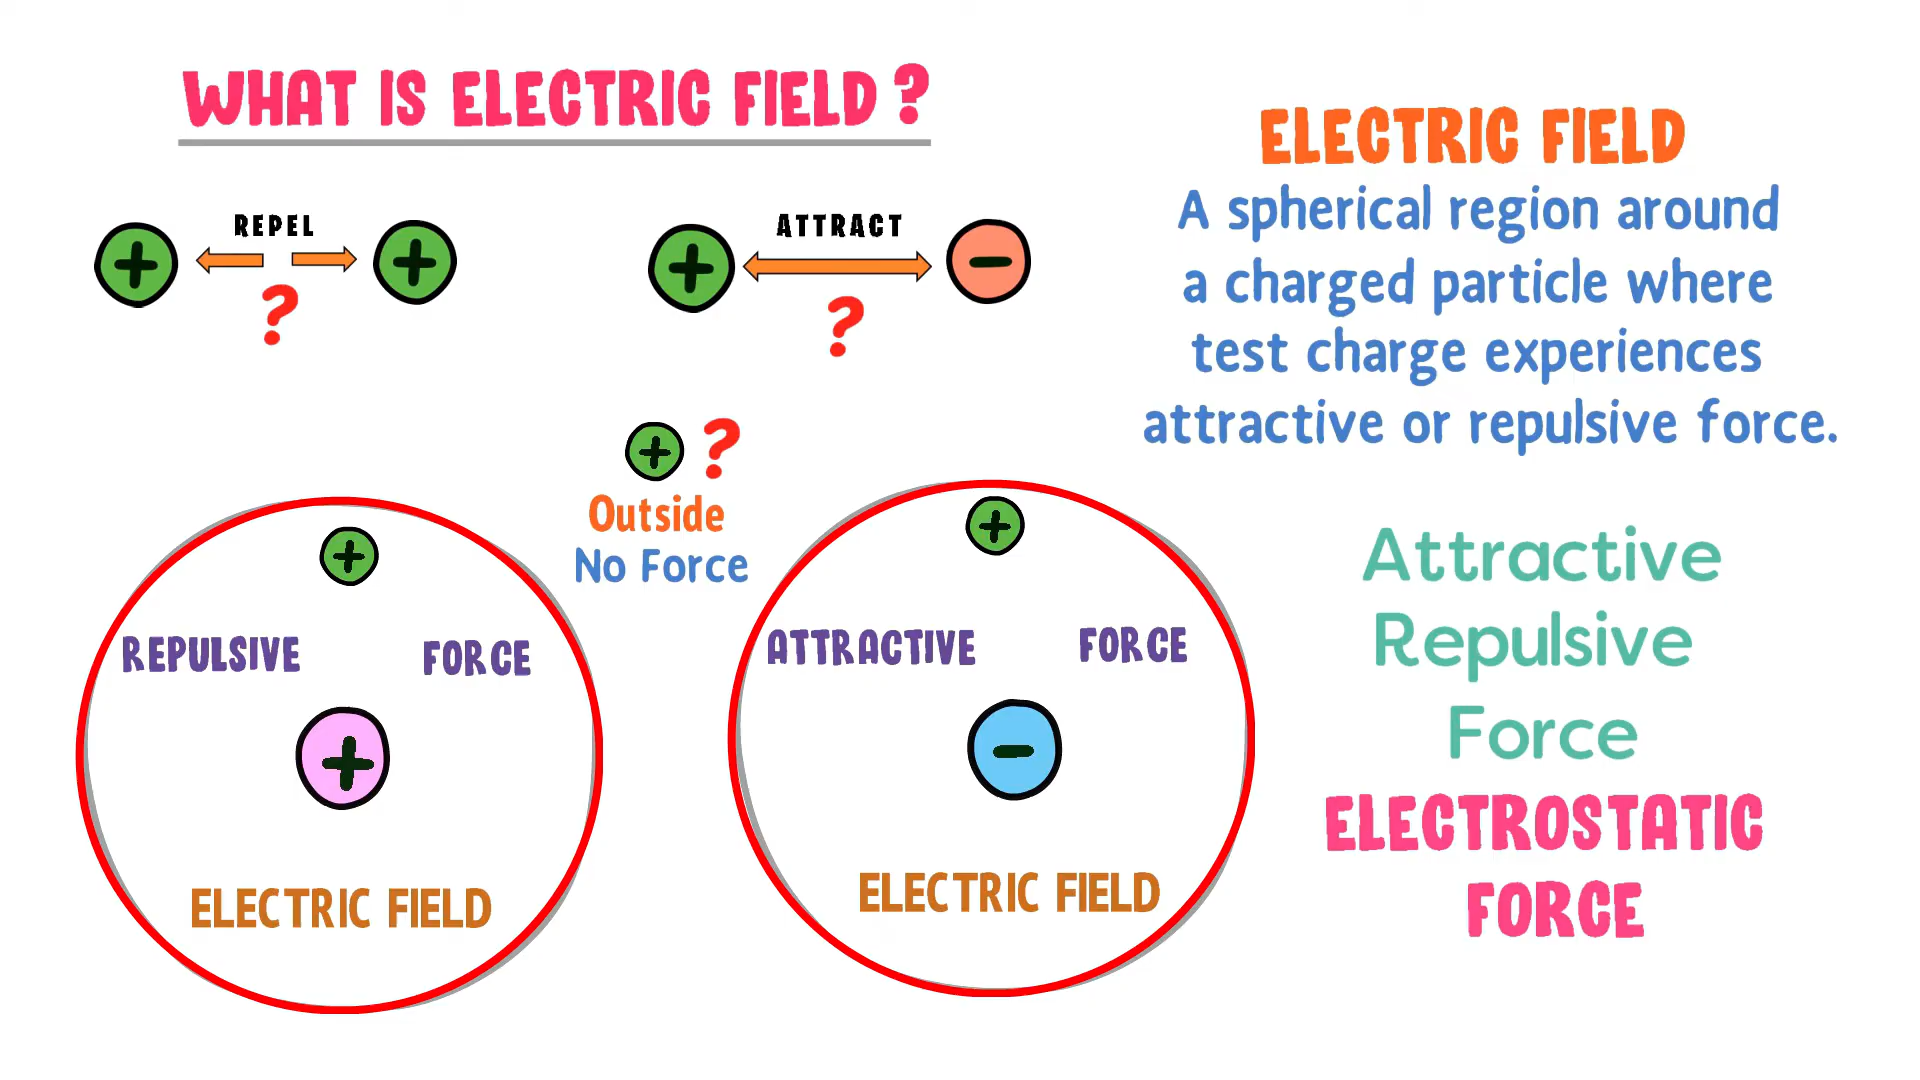 WHAT IS ELECTRIC FIELD?
REPEL
+
+
?
ATTRACT
+
-
?
ELECTRIC FIELD
A spherical region around
a charged particle where
test charge experiences
attractive or repulsive force.
+ ?
Outside
No Force
+
REPULSIVE FORCE
+
ELECTRIC FIELD
+
ATTRACTIVE FORCE
-
ELECTRIC FIELD
Attractive
Repulsive
Force
ELECTROSTATIC
FORCE